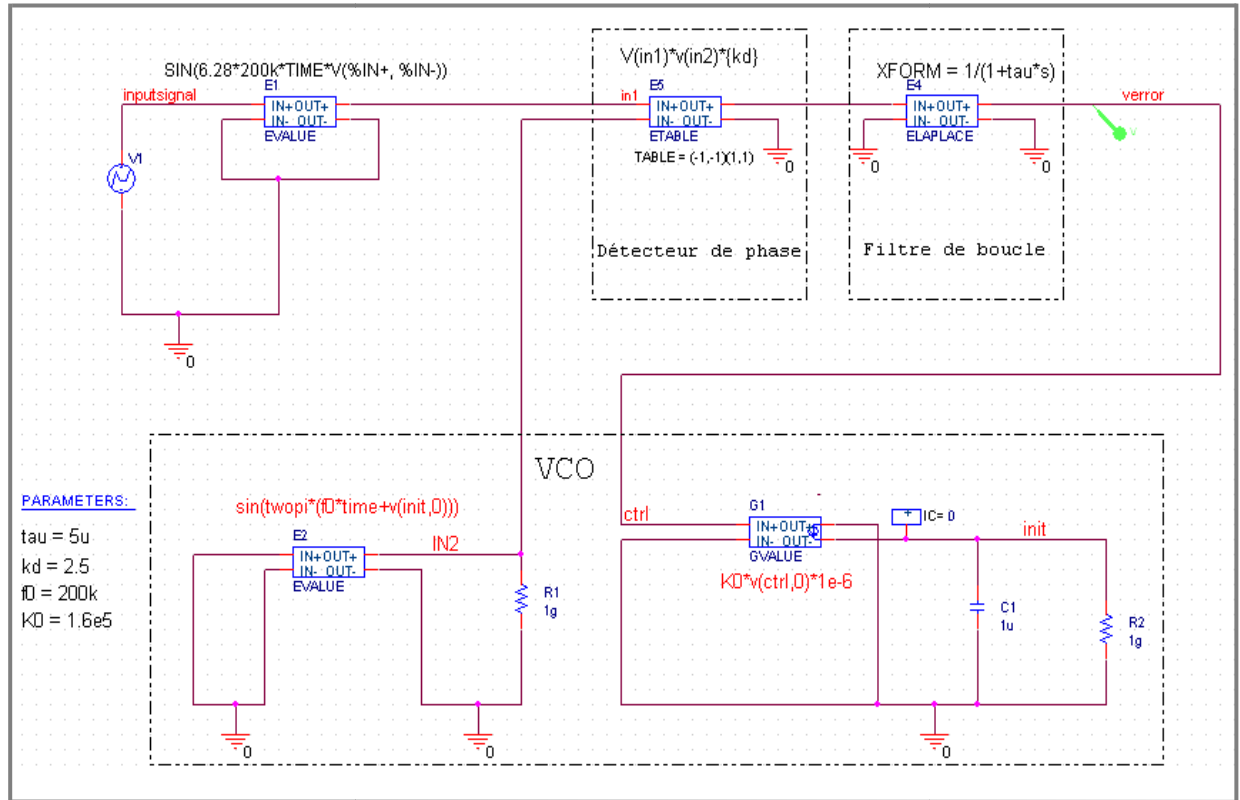 SIN(6.28*200k*TIME*V(%IN+, %IN-))
inputsignal
E1
IN+OUT+
IN- OUT-
EVALUE
V1
0
V(in1)*v(in2)*{kd}
in1
E5
IN+OUT+
IN- OUT-
ETABLE
TABLE = (-1,-1)(1,1)
0
Détecteur de phase
XFORM = 1/(1+tau*s)
E4
IN+OUT+
IN- OUT-
ELAPLACE
0
0
Filtre de boucle
verror
v
VCO
PARAMETERS:
tau = 5u
kd = 2.5
f0 = 200k
K0 = 1.6e5
sin(twopi*(f0*time+v(init,0)))
E2
IN+OUT+
IN- OUT-
EVALUE
IN2
R1
1g
0
0
ctrl
G1
IN+OUT+
IN- OUT-
GVALUE
K0*v(ctrl,0)*1e-6
+
IC= 0
init
C1
1u
R2
1g
0